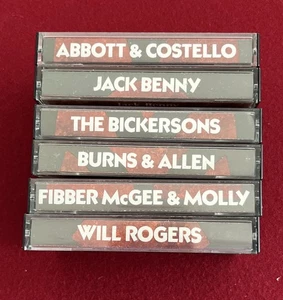 ABBOTT & COSTELLO
JACK BENNY
THE BICKERSONS
BURNS & ALLEN
FIBBER McGEE & MOLLY
WILL ROGERS